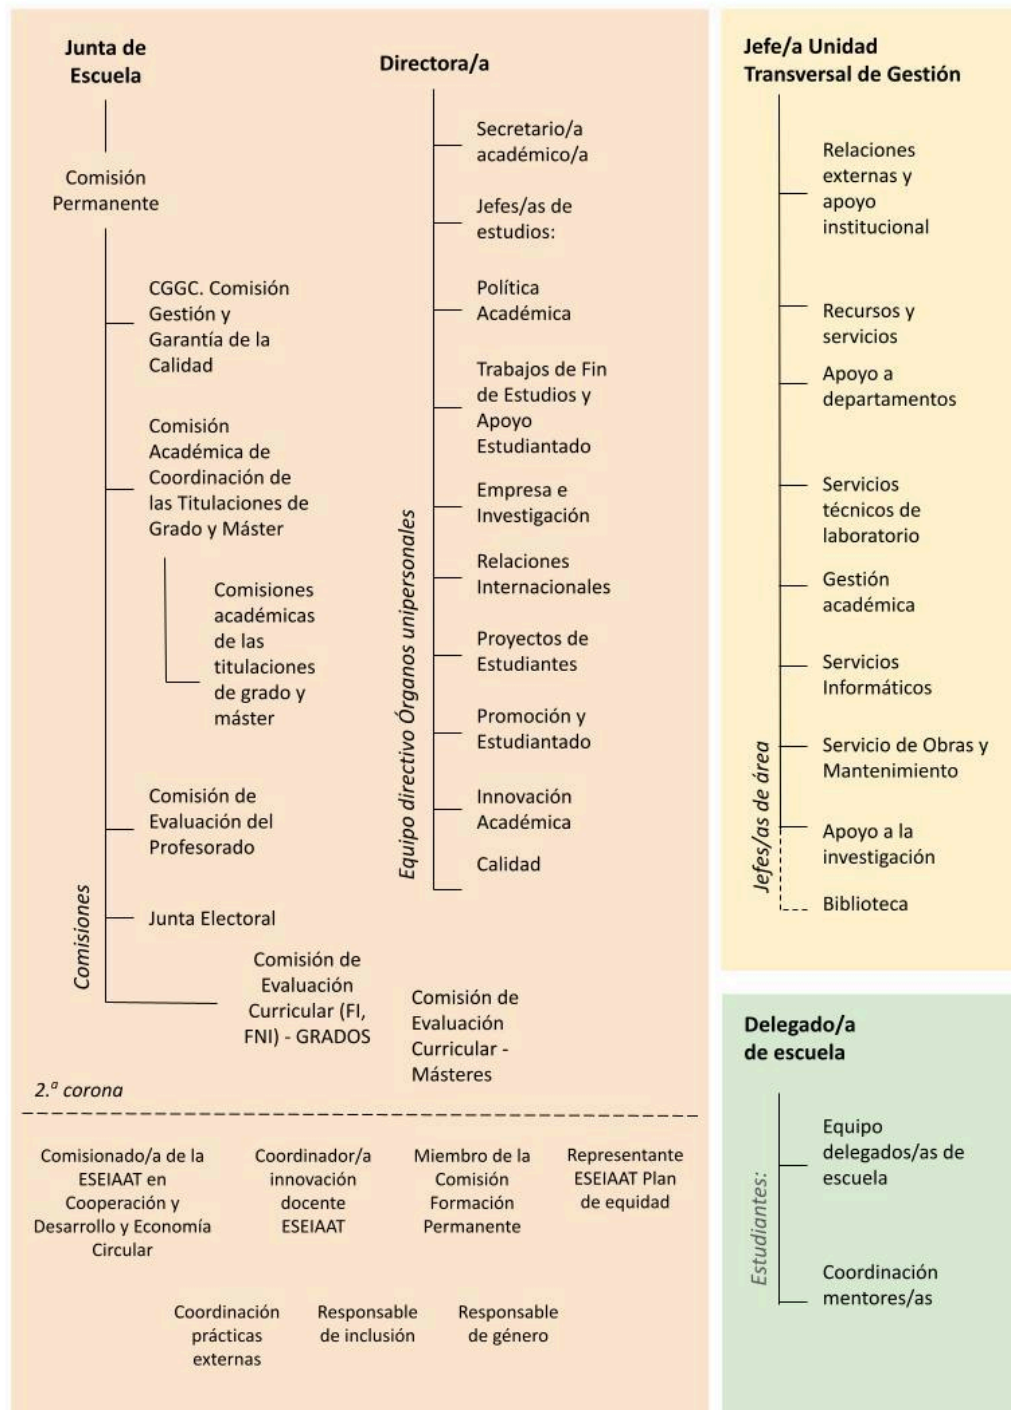 Junta de
Escuela
Comisión
Permanente
CGGC. Comisión
Gestión y
Garantía de la
Calidad
Comisión
Académica de
Coordinación de
las Titulaciones de
Grado y Máster
Comisiones
académicas
de las
titulaciones
de grado y
máster
Comisión de
Evaluación del
Profesorado
Junta Electoral
Comisión de
Evaluación
Curricular (FI,
FNI) - GRADOS
Comisión de
Evaluación
Curricular -
Másteres
Comisiones
Directora/a
Secretario/a
académico/a
Jefes/as de
estudios:
Política
Académica
Trabajos de Fin
de Estudios y
Apoyo
Estudiantado
Empresa e
Investigación
Relaciones
Internacionales
Proyectos de
Estudiantes
Promoción y
Estudiantado
Innovación
Académica
Calidad
Equipo directivo Órganos unipersonales
2.ª corona
Comisionado/a de la
ESEIAAT en
Cooperación y
Desarrollo y Economía
Circular
Coordinador/a
innovación
docente
ESEIAAT
Miembro de la
Comisión
Formación
Permanente
Representante
ESEIAAT Plan
de equidad
Coordinación
prácticas
externas
Responsable
de inclusión
Responsable
de género
Jefe/a Unidad
Transversal de Gestión
Relaciones
externas y
apoyo
institucional
Recursos y
servicios
Apoyo a
departamentos
Servicios
técnicos de
laboratorio
Gestión
académica
Servicios
Informáticos
Servicio de Obras y
Mantenimiento
Apoyo a la
investigación
Biblioteca
Jefes/as de área
Delegado/a
de escuela
Equipo
delegados/as de
escuela
Coordinación
mentores/as
Estudiantes: